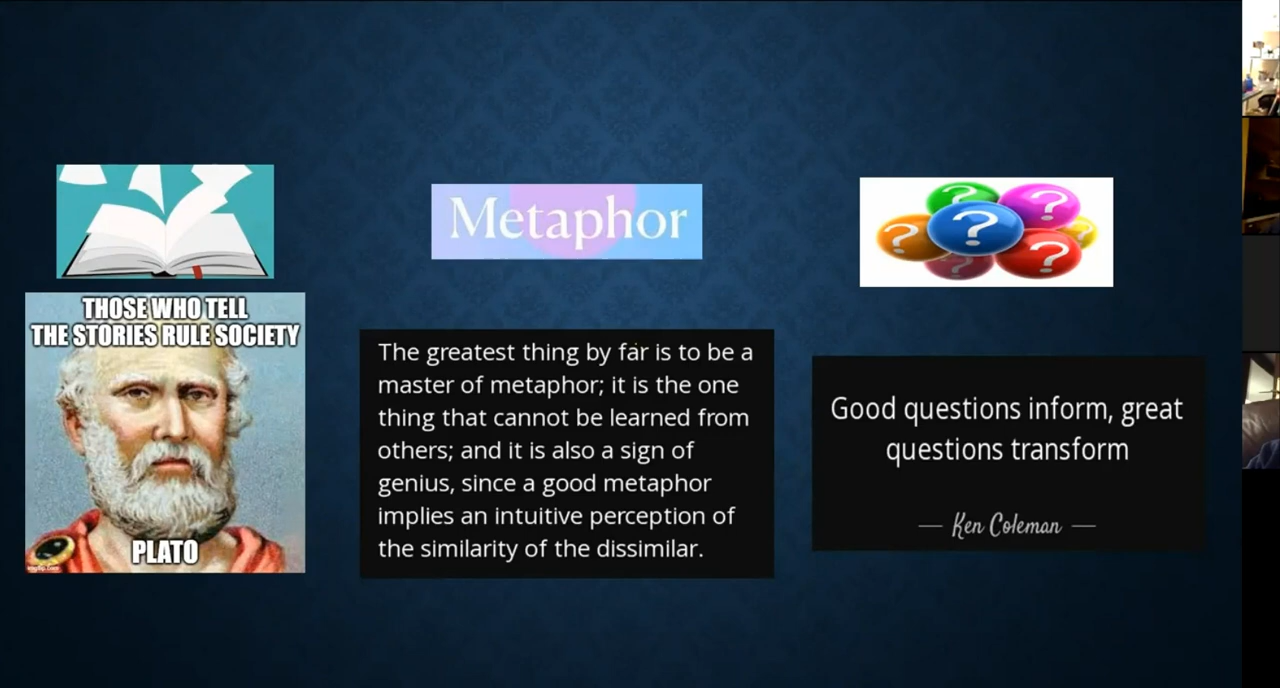 THOSE WHO TELL
THE STORIES RULE SOCIETY
PLATO
imgflip.com
Metaphor
The greatest thing by far is to be a
master of metaphor; it is the one
thing that cannot be learned from
others; and it is also a sign of
genius, since a good metaphor
implies an intuitive perception of
the similarity of the dissimilar.
? ? ? ? ? ? ?
Good questions inform, great
questions transform
— Ken Coleman —